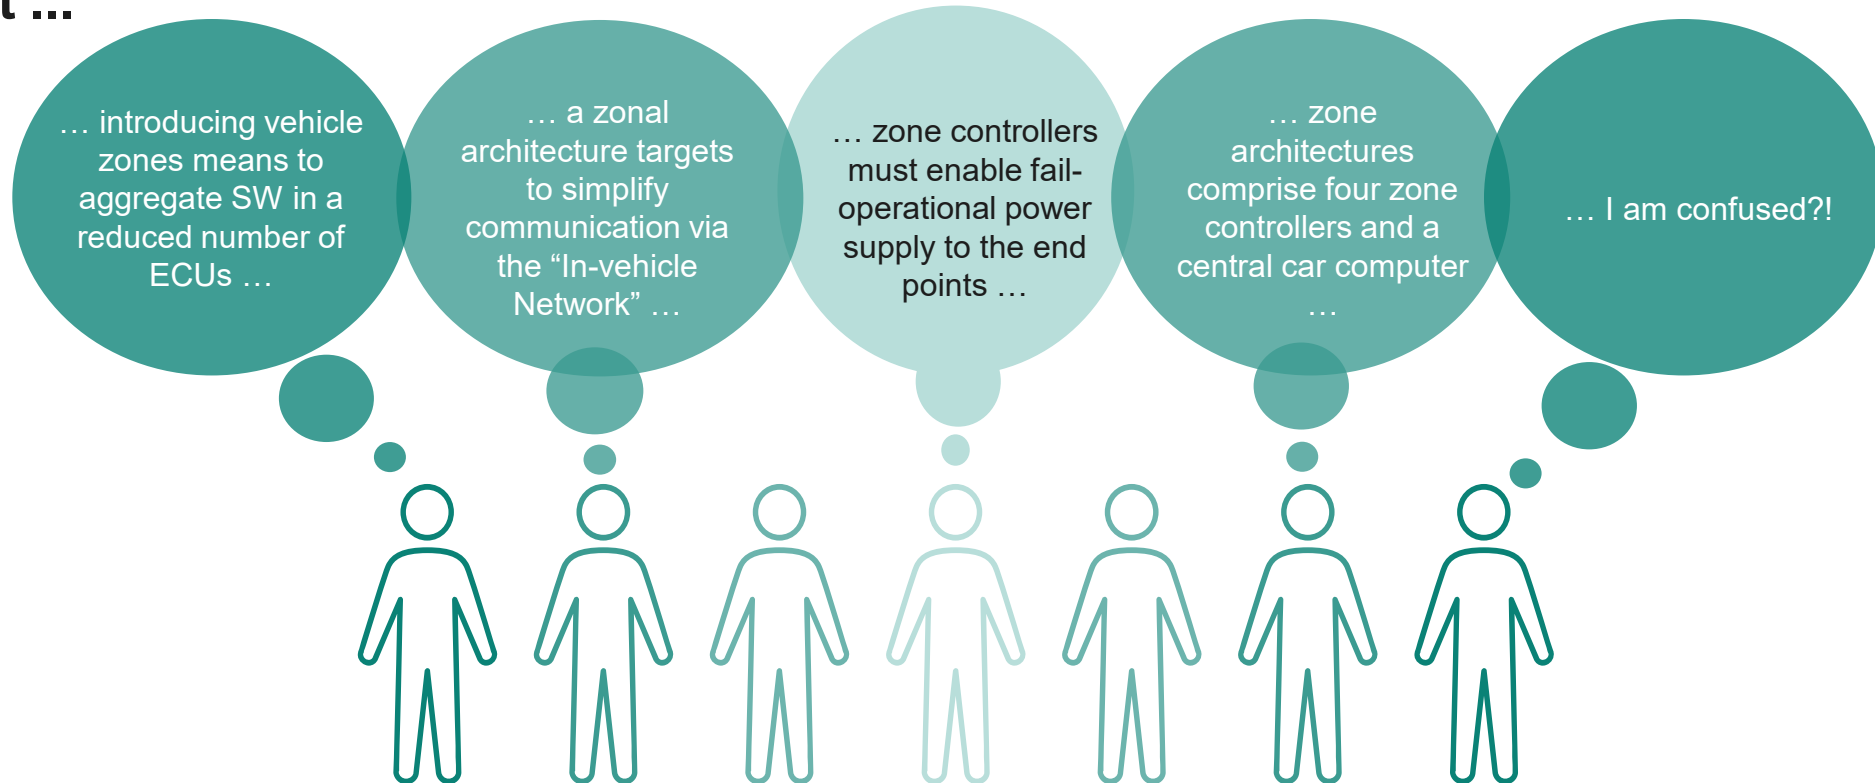 t ...
… introducing vehicle
zones means to
aggregate SW in a
reduced number of
ECUs …
… a zonal
architecture targets
to simplify
communication via
the “In-vehicle
Network” …
… zone controllers
must enable fail-
operational power
supply to the end
points …
… zone
architectures
comprise four zone
controllers and a
central car computer
…
… I am confused?!